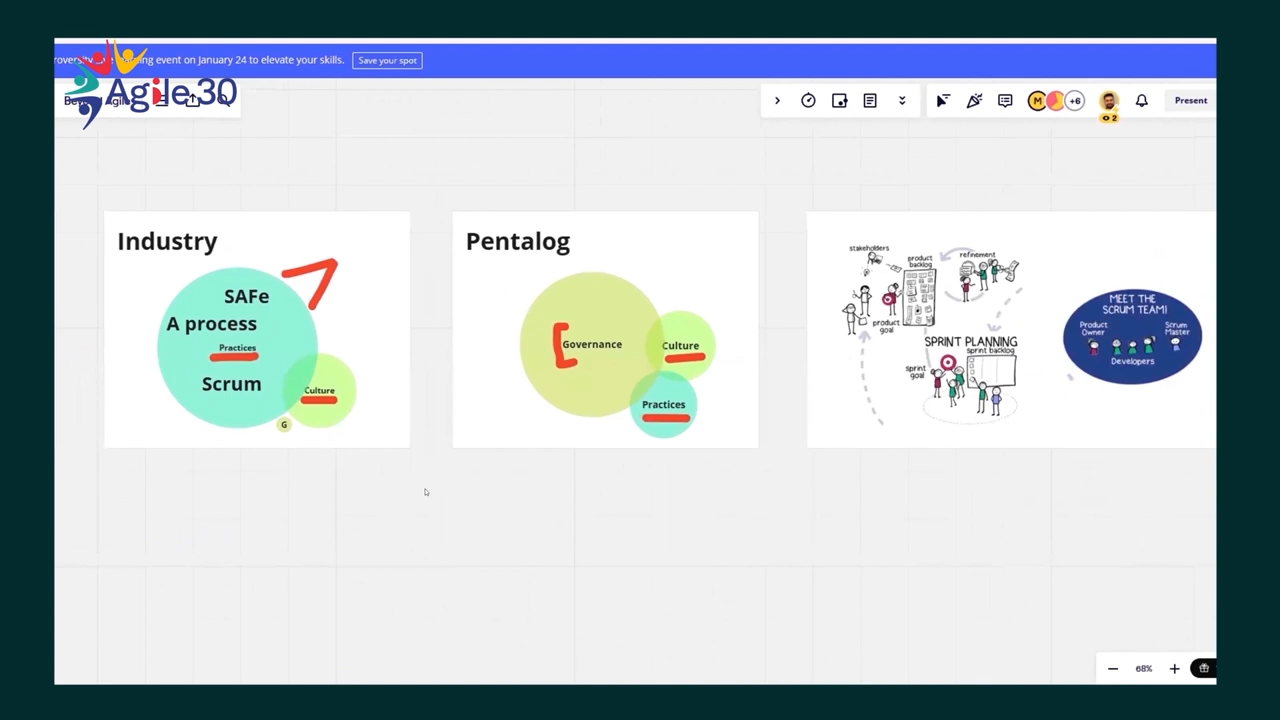 event on January 24 to elevate your skills.
Save your spot
Agile30
M
+6
2
Present
Industry
SAFe
A process
Practices
Scrum
Culture
G
Pentalog
Governance
Culture
Practices
stakeholders
product
backlog
refinement
product
goal
SPRINT PLANNING
sprint backlog
sprint
goal
MEET THE
SCRUM TEAM!
Product
Owner
Scrum
Master
Developers
68%